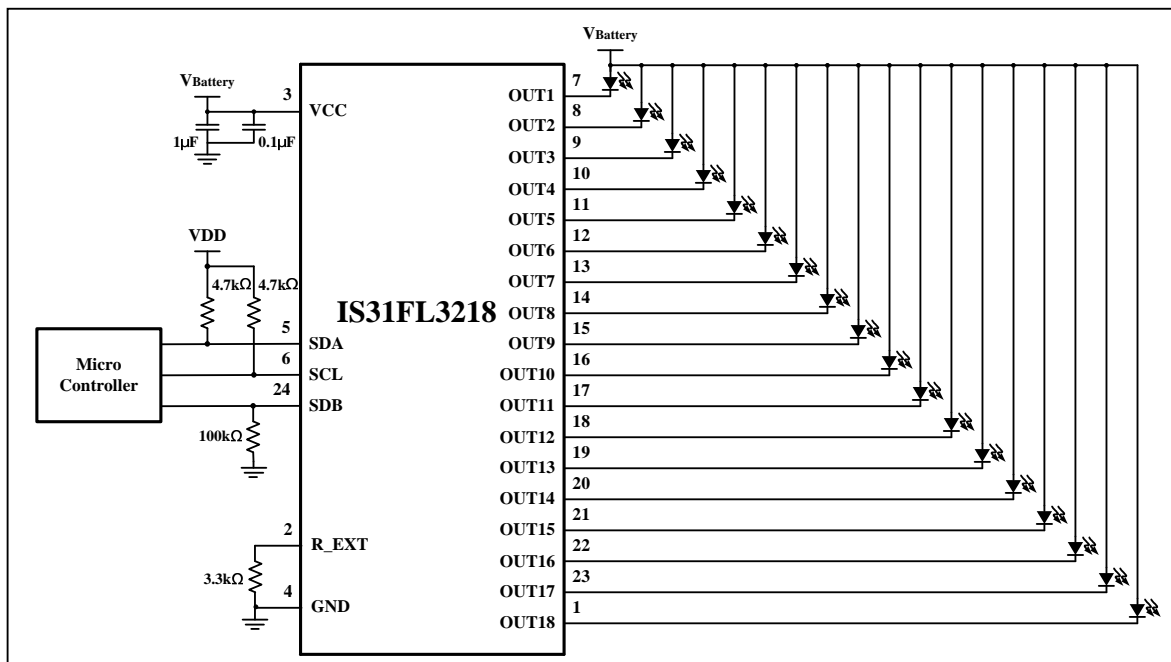 VBattery
VBattery
3
VCC
1µF
0.1µF
VDD
4.7kΩ
4.7kΩ
IS31FL3218
Micro
Controller
5
SDA
6
SCL
24
SDB
100kΩ
2
R_EXT
3.3kΩ
4
GND
7
OUT1
8
OUT2
9
OUT3
10
OUT4
11
OUT5
12
OUT6
13
OUT7
14
OUT8
15
OUT9
16
OUT10
17
OUT11
18
OUT12
19
OUT13
20
OUT14
21
OUT15
22
OUT16
23
OUT17
1
OUT18